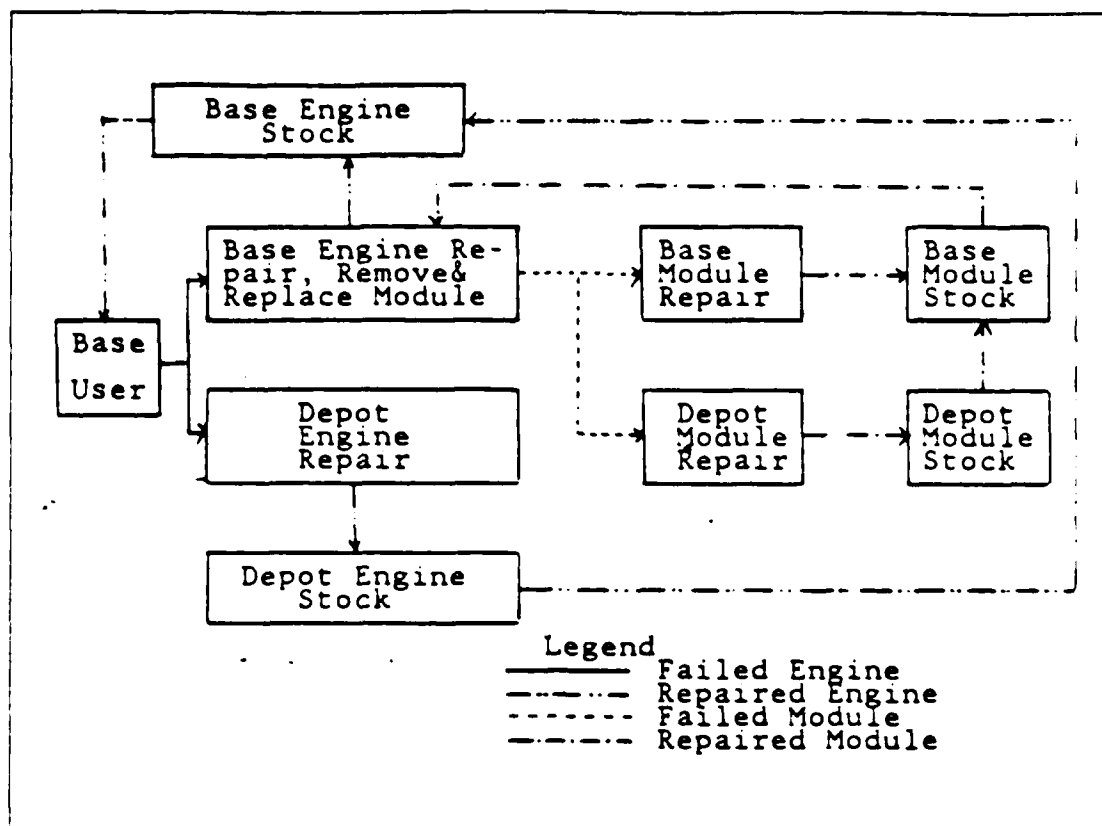 Base Engine
Stock
Base Engine Re-
pair, Remove&
Replace Module
Base
Module
Repair
Base
Module
Stock
Base
User
Depot
Engine
Repair
Depot
Module
Repair
Depot
Module
Stock
Depot Engine
Stock
Legend
Failed Engine
Repaired Engine
Failed Module
Repaired Module